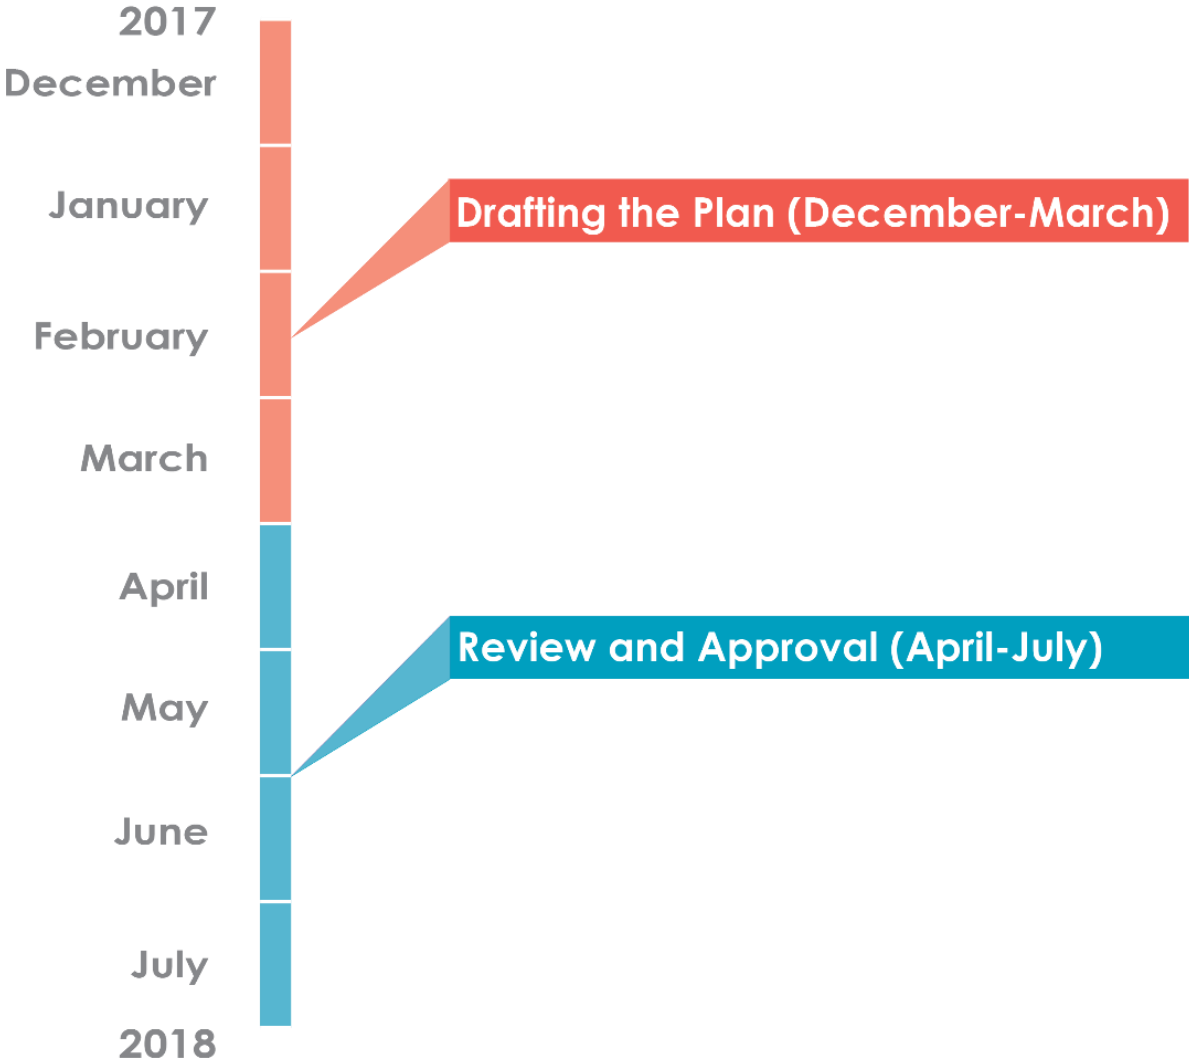 2017
December
January
Drafting the Plan (December-March)
February
March
April
Review and Approval (April-July)
May
June
July
2018